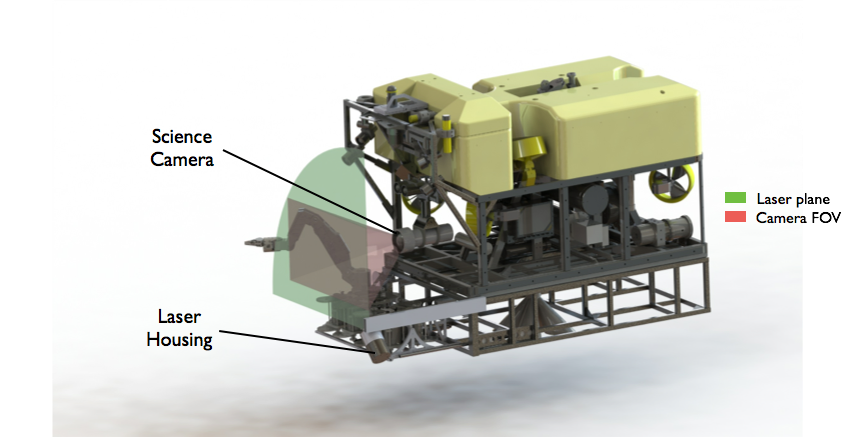 Science
Camera
Laser plane
Camera FOV
Laser
Housing